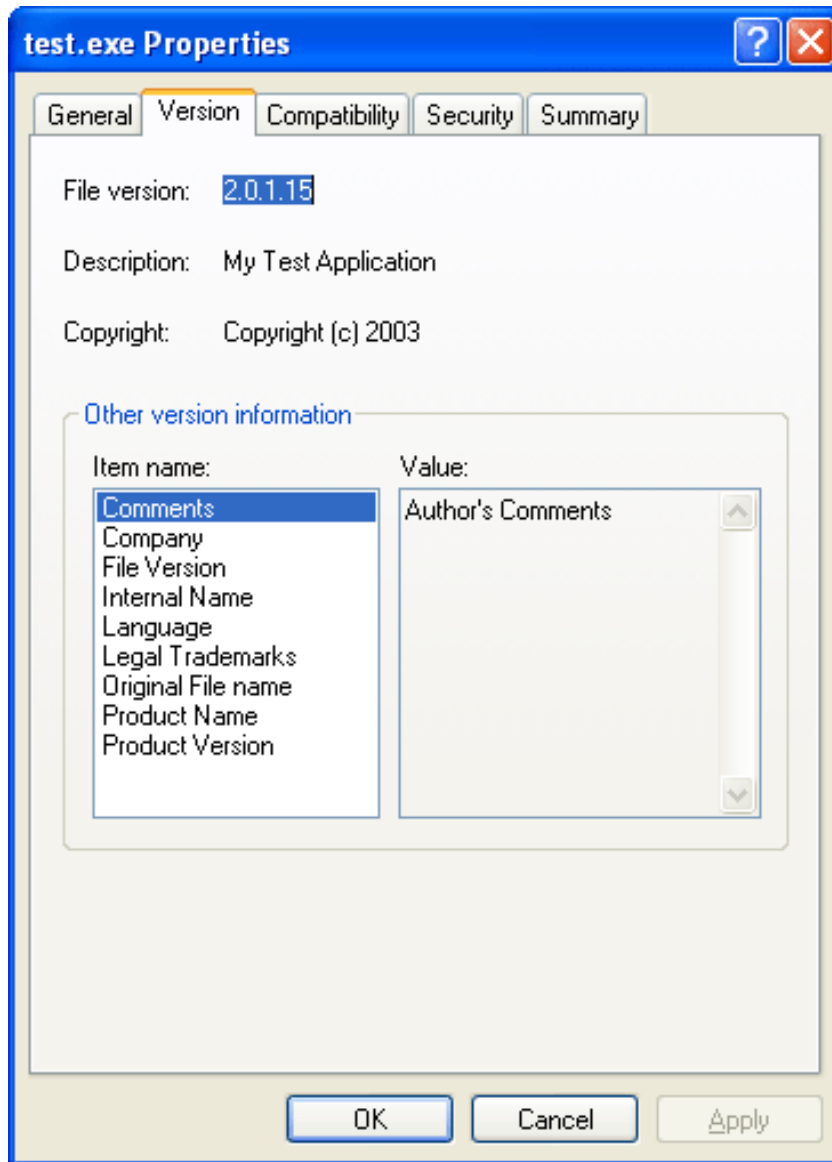 test.exe Properties
General Version Compatibility Security Summary
File version: 2.0.1.15
Description: My Test Application
Copyright: Copyright (c) 2003
Other version information
Item name: Value:
Comments Author's Comments
Company
File Version
Internal Name
Language
Legal Trademarks
Original File name
Product Name
Product Version
OK Cancel Apply